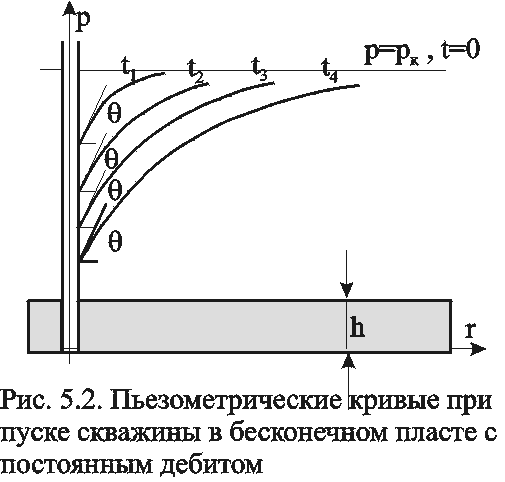 p
p=pк , t=0
t1 t2 t3 t4
θ
θ
θ
θ
h
r
Рис. 5.2. Пьезометрические кривые при
пуске скважины в бесконечном пласте с
постоянным дебитом